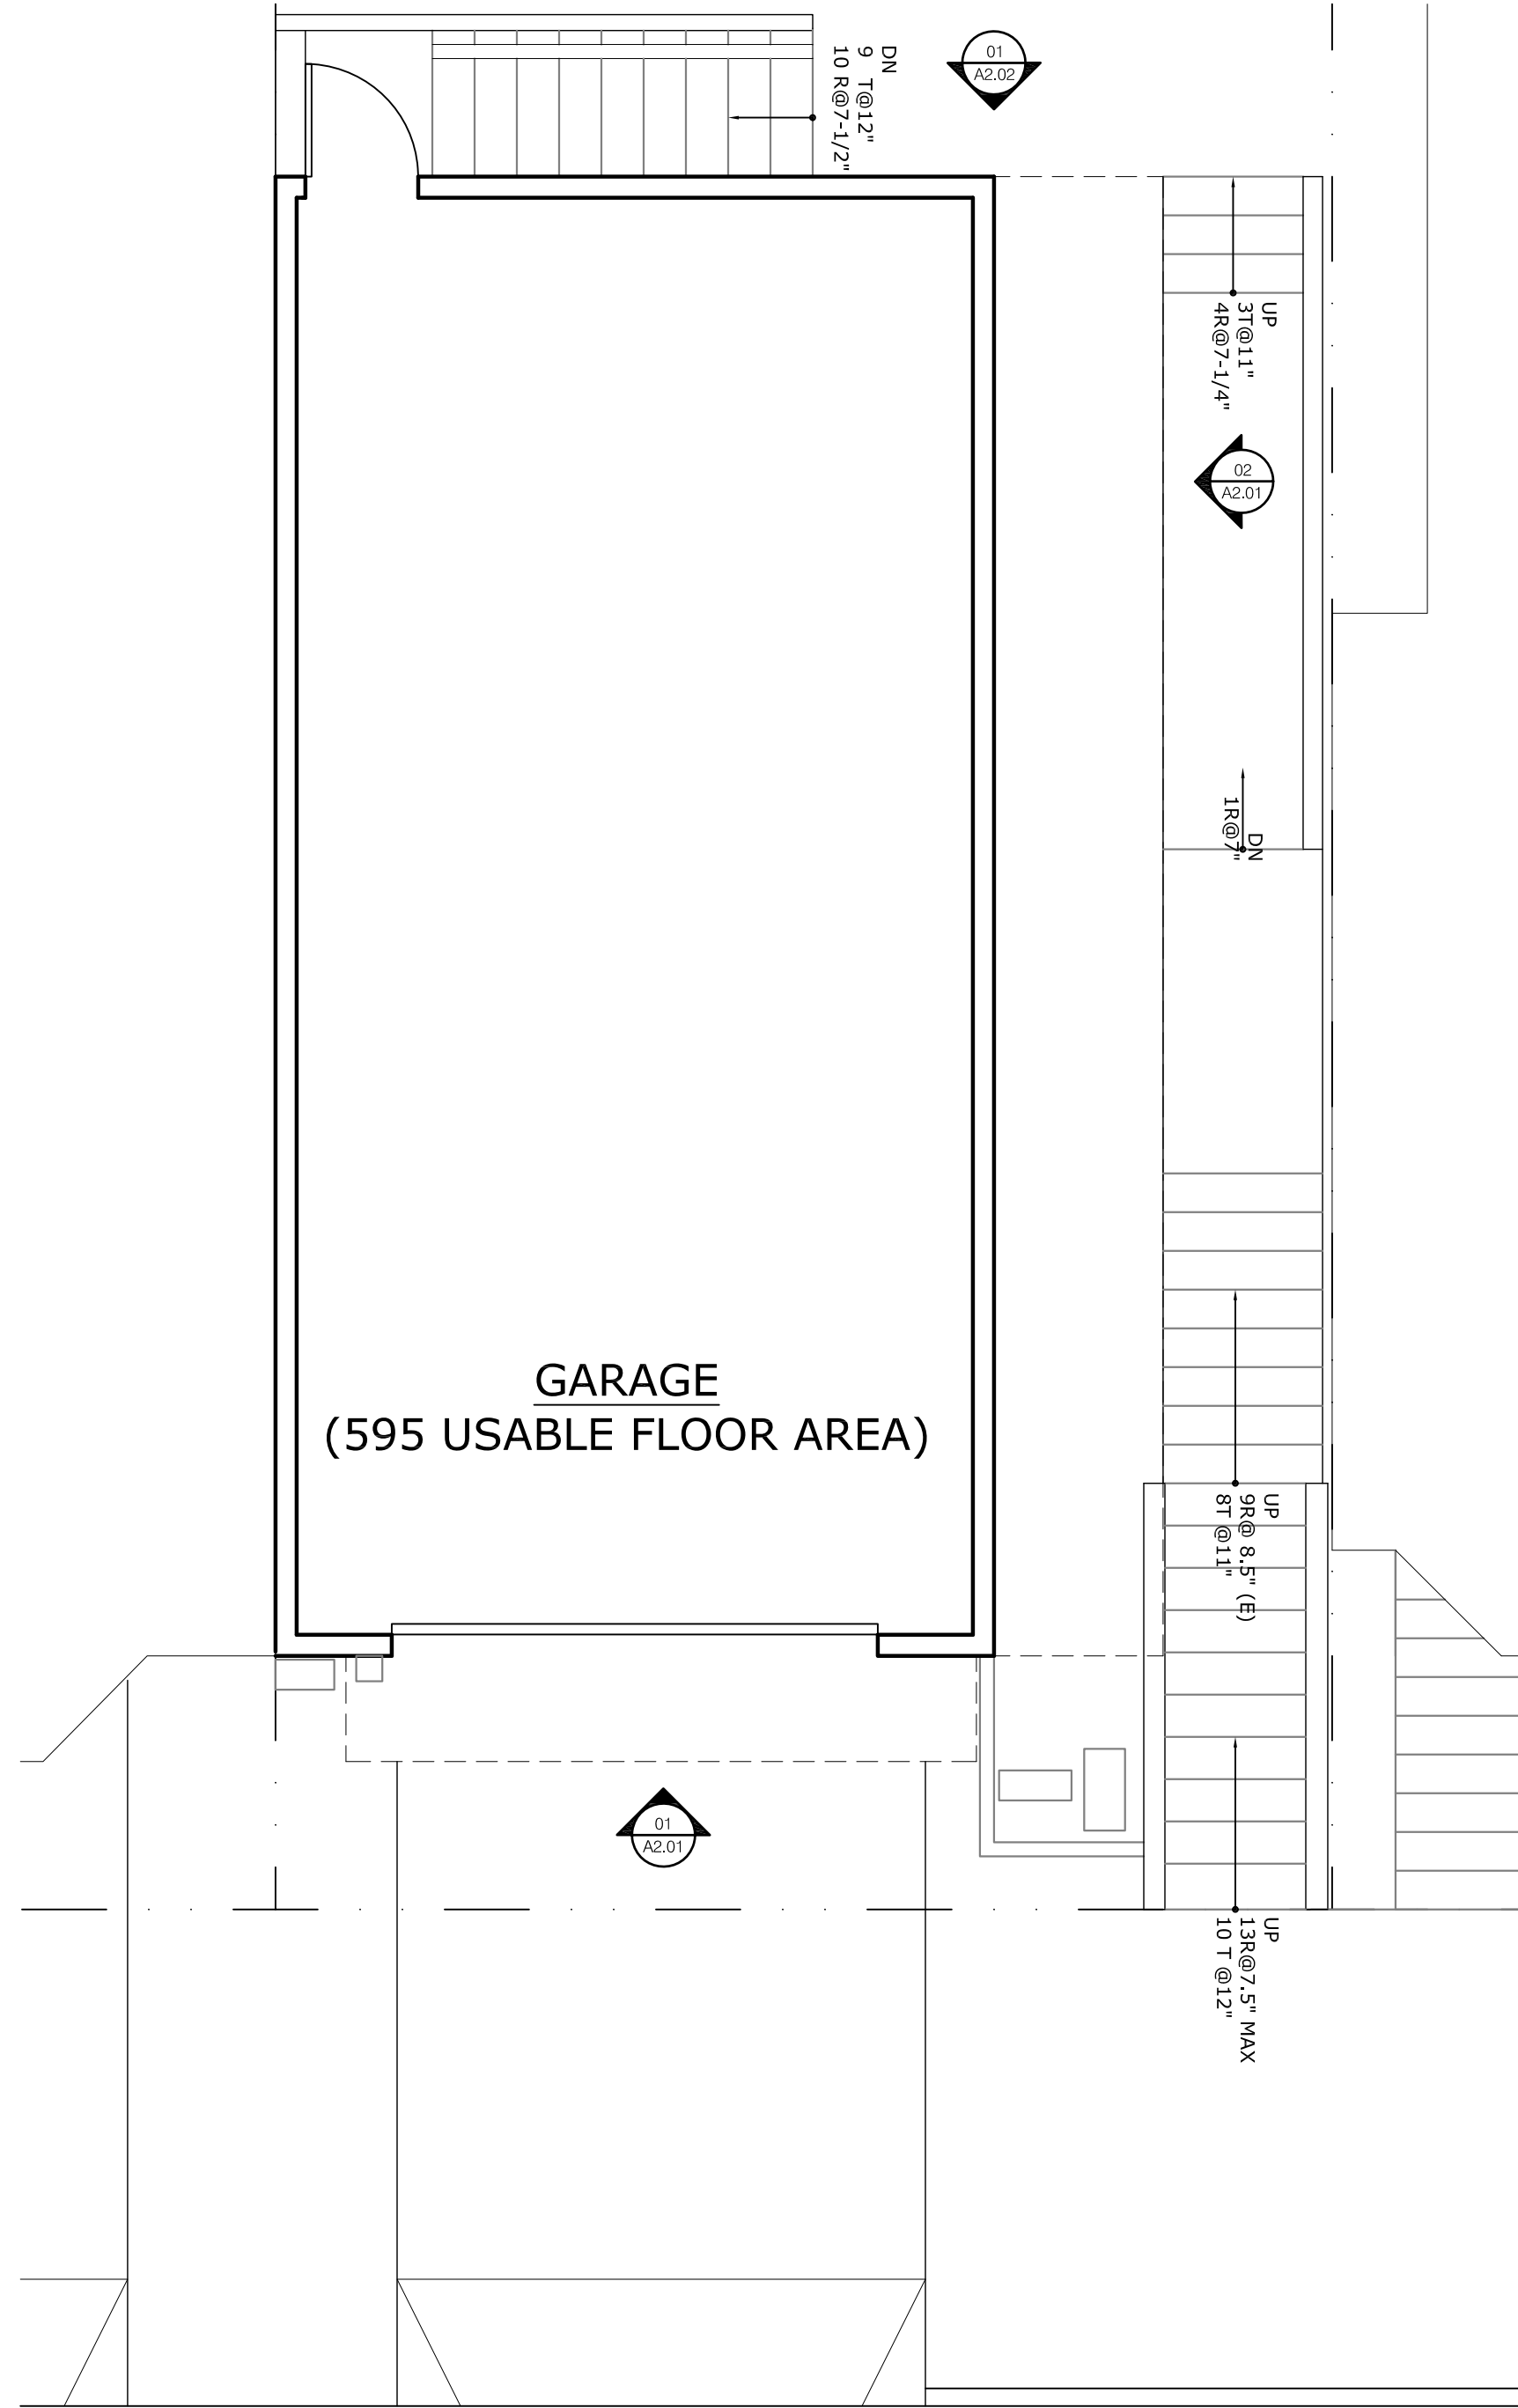 DN
9 T@12"
10 R@7-1/2"
01
A2.02
UP
3T@11"
4R@7-1/4"
02
A2.01
DN
1R@7"
GARAGE
(595 USABLE FLOOR AREA)
UP
9R@ 8.5" (E)
8T @11"
01
A2.01
UP
13R@7.5" MAX
10 T @12"